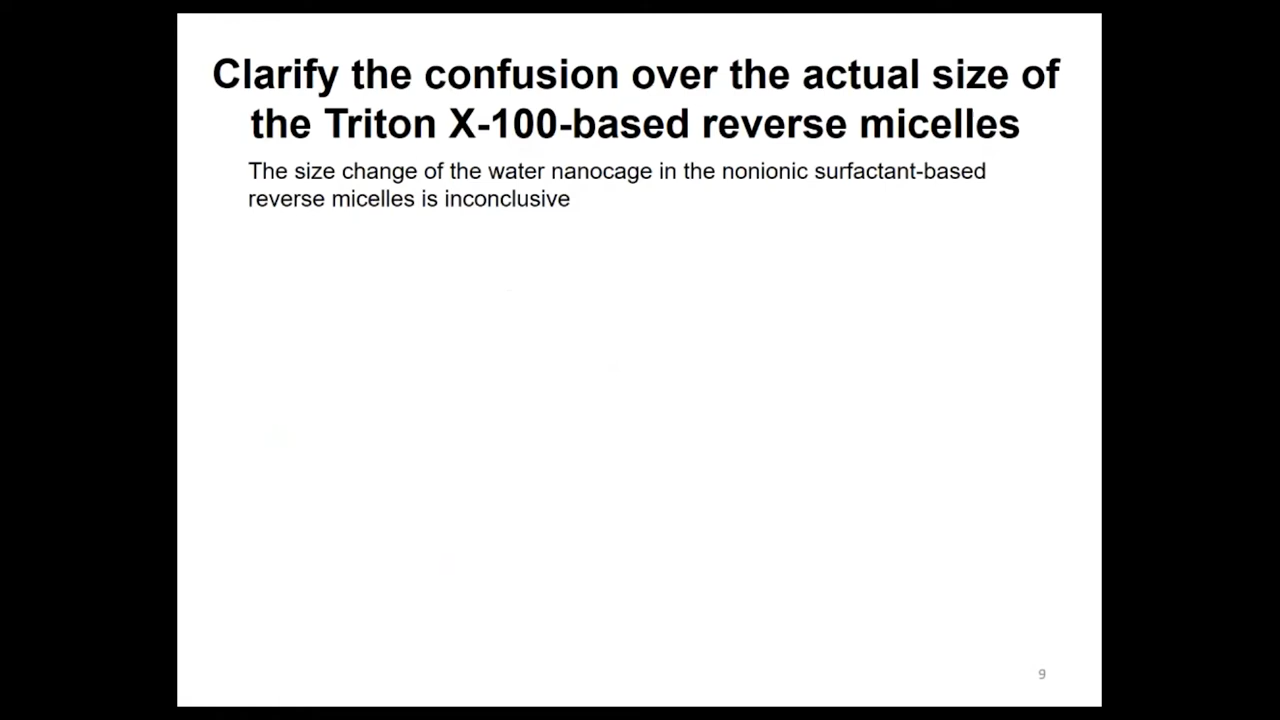 Clarify the confusion over the actual size of
the Triton X-100-based reverse micelles
The size change of the water nanocage in the nonionic surfactant-based
reverse micelles is inconclusive
9